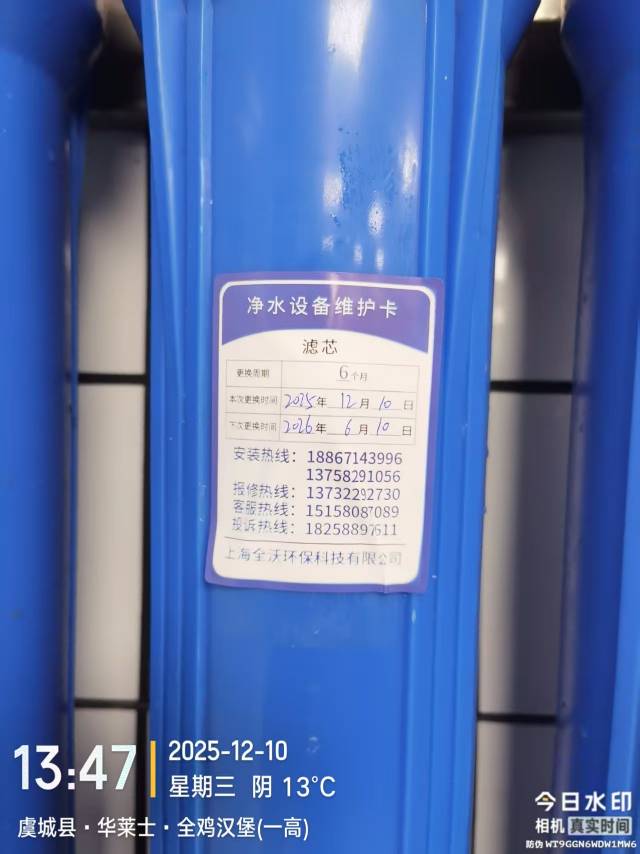 净水设备维护卡
滤芯
更换周期 6个月
本次更换时间 2025年 12月 10日
下次更换时间 2026年 6月 10日
安装热线：18867143996
13758291056
报修热线：13732292730
客服热线：15158087089
投诉热线：18258897611
上海全沃环保科技有限公司
13:47
2025-12-10
星期三 阴 13℃
虞城县·华莱士·全鸡汉堡(一高)
今日水印
相机 真实时间
防伪 WT9GGN6WDW1MW6